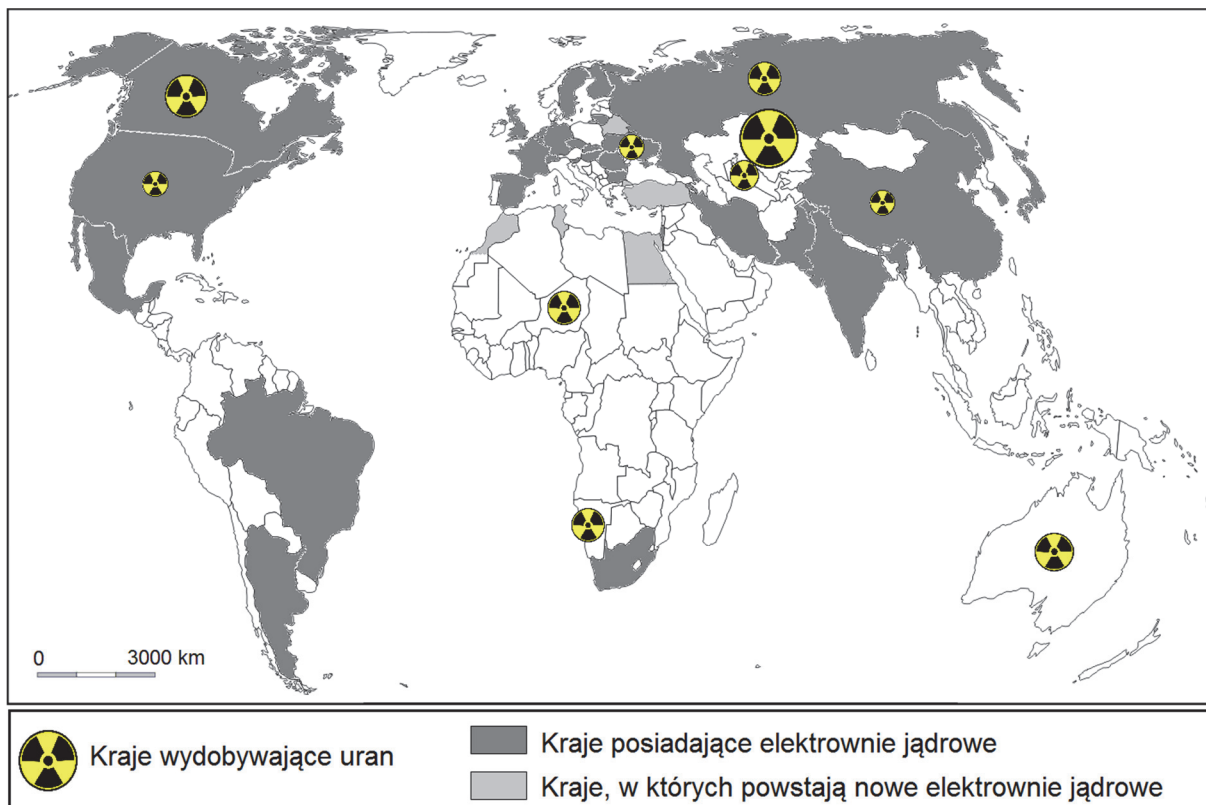 0 3000 km
Kraje wydobywające uran
Kraje posiadające elektrownie jądrowe
Kraje, w których powstają nowe elektrownie jądrowe